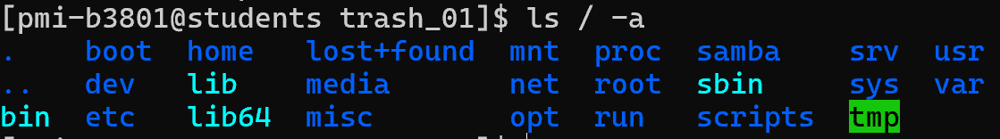 [pmi-b3801@students trash_01]$ ls / -a
.    boot  home   lost+found  mnt  proc  samba    srv  usr
..   dev   lib    media       net  root  sbin     sys  var
bin  etc   lib64  misc        opt  run   scripts  tmp